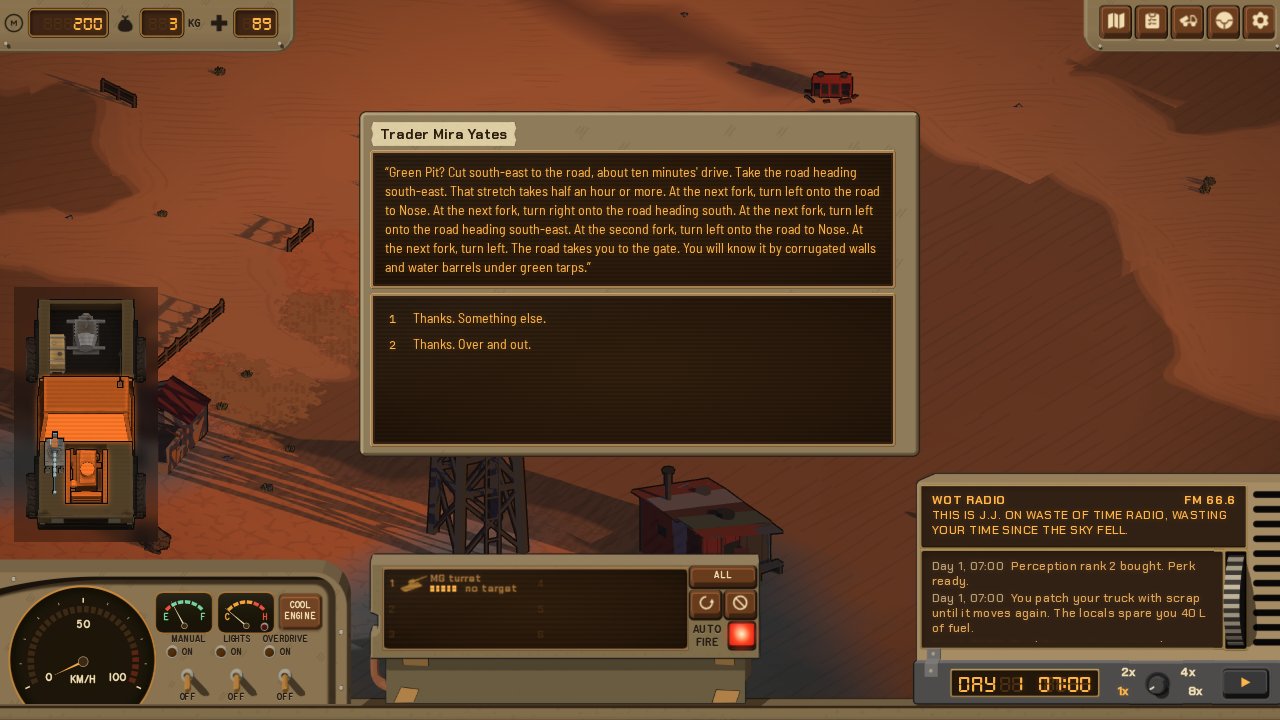 M 200 3 KG 89
Trader Mira Yates
“Green Pit? Cut south-east to the road, about ten minutes' drive. Take the road heading
south-east. That stretch takes half an hour or more. At the next fork, turn left onto the road
to Nose. At the next fork, turn right onto the road heading south. At the next fork, turn left
onto the road heading south-east. At the second fork, turn left onto the road to Nose. At
the next fork, turn left. The road takes you to the gate. You will know it by corrugated walls
and water barrels under green tarps.”
1 Thanks. Something else.
2 Thanks. Over and out.
WOT RADIO FM 66.6
THIS IS J.J. ON WASTE OF TIME RADIO, WASTING
YOUR TIME SINCE THE SKY FELL.
Day 1, 07:00 Perception rank 2 bought. Perk
ready.
Day 1, 07:00 You patch your truck with scrap
until it moves again. The locals spare you 40 L
of fuel.
DAY 1 07:00
2x 4x
1x 8x
1 MG turret 4
no target
2 5
3 6
ALL
AUTO
FIRE
50
0 KM/H 100
E F
C H
COOL
ENGINE
MANUAL LIGHTS OVERDRIVE
ON ON ON
OFF OFF OFF